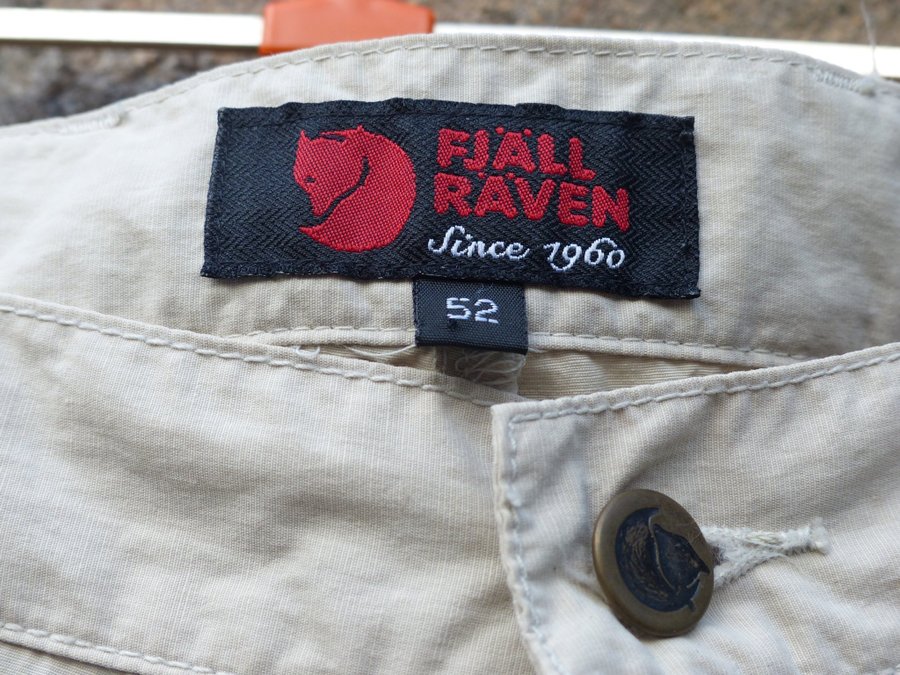 FJÄLL
RÄVEN
Since 1960
52